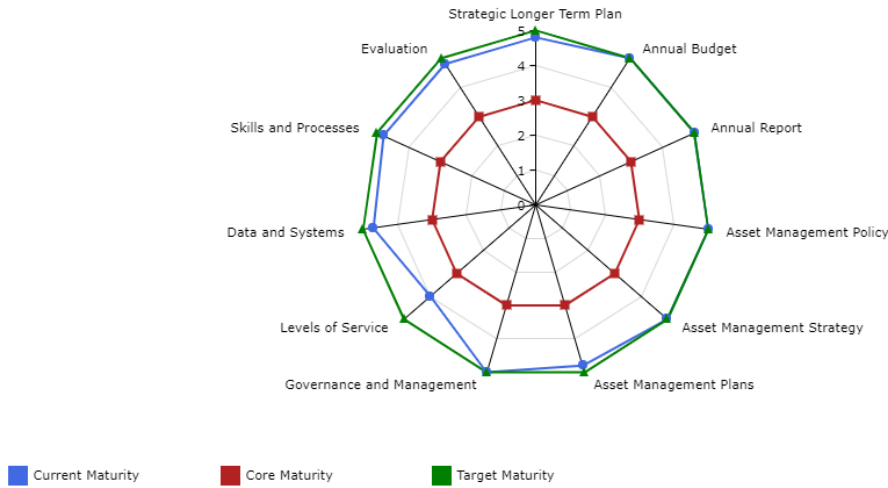 Strategic Longer Term Plan
5
Evaluation
Annual Budget
4
3
Skills and Processes
Annual Report
2
1
0
Data and Systems
Asset Management Policy
Levels of Service
Asset Management Strategy
Governance and Management
Asset Management Plans
Current Maturity
Core Maturity
Target Maturity